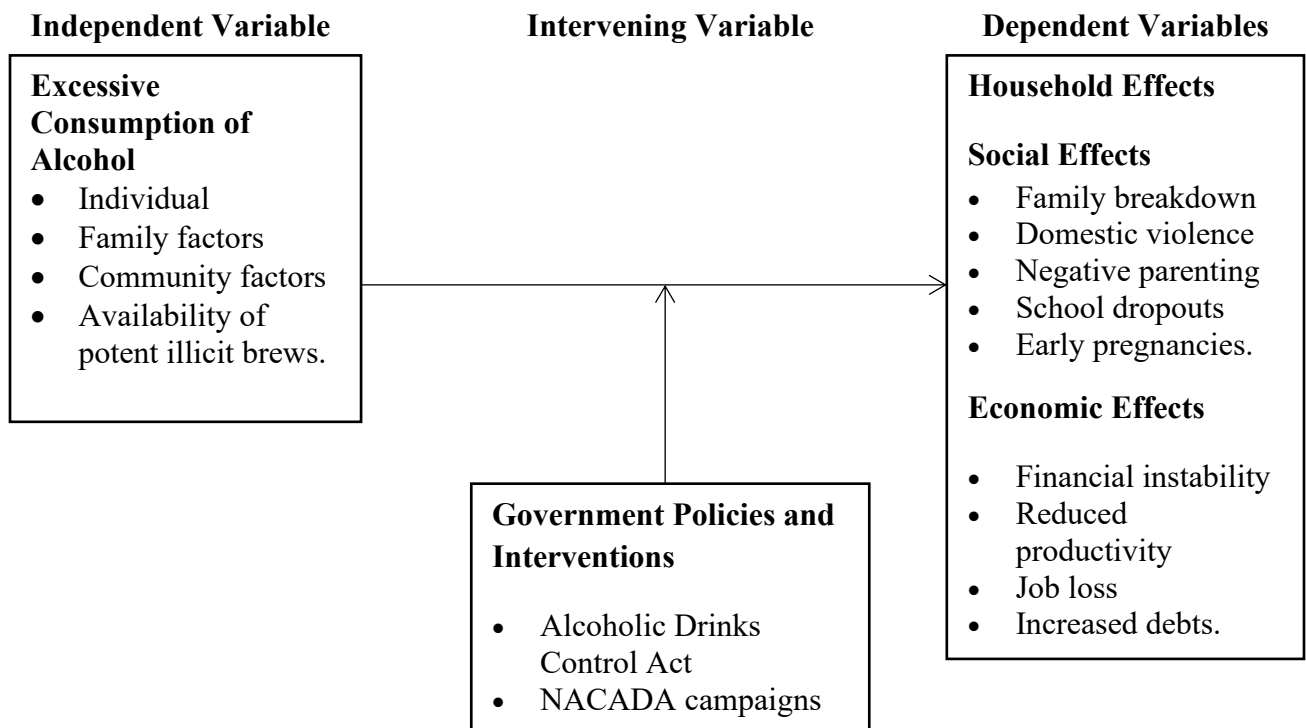 Independent Variable
Intervening Variable
Dependent Variables
Excessive
Consumption of
Alcohol
• Individual
• Family factors
• Community factors
• Availability of
potent illicit brews.
Government Policies and
Interventions
• Alcoholic Drinks
Control Act
• NACADA campaigns
Household Effects
Social Effects
• Family breakdown
• Domestic violence
• Negative parenting
• School dropouts
• Early pregnancies.
Economic Effects
• Financial instability
• Reduced
productivity
• Job loss
• Increased debts.